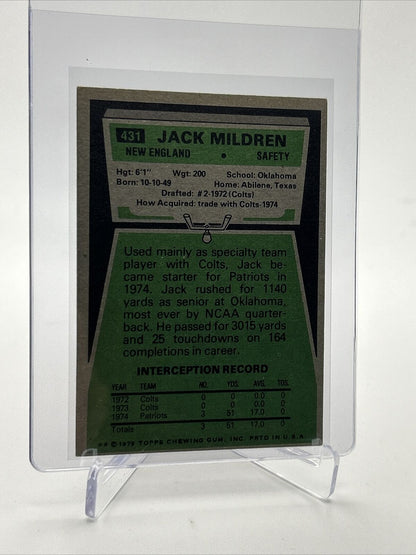 431 JACK MILDREN
NEW ENGLAND • SAFETY
Hgt: 6'1" Wgt: 200 School: Oklahoma
Born: 10-10-49 Home: Abilene, Texas
Drafted: #2-1972 (Colts)
How Acquired: trade with Colts-1974
Used mainly as specialty team
player with Colts, Jack be-
came starter for Patriots in
1974. Jack rushed for 1140
yards as senior at Oklahoma,
most ever by NCAA quarter-
back. He passed for 3015 yards
and 25 touchdowns on 164
completions in career.
INTERCEPTION RECORD
YEAR TEAM NO. YDS. AVG. TDS.
1972 Colts 0 0 0 0
1973 Colts 0 0 0 0
1974 Patriots 3 51 17.0 0
Totals 3 51 17.0 0
© 1975 TOPPS CHEWING GUM, INC. PRTD IN U.S.A.